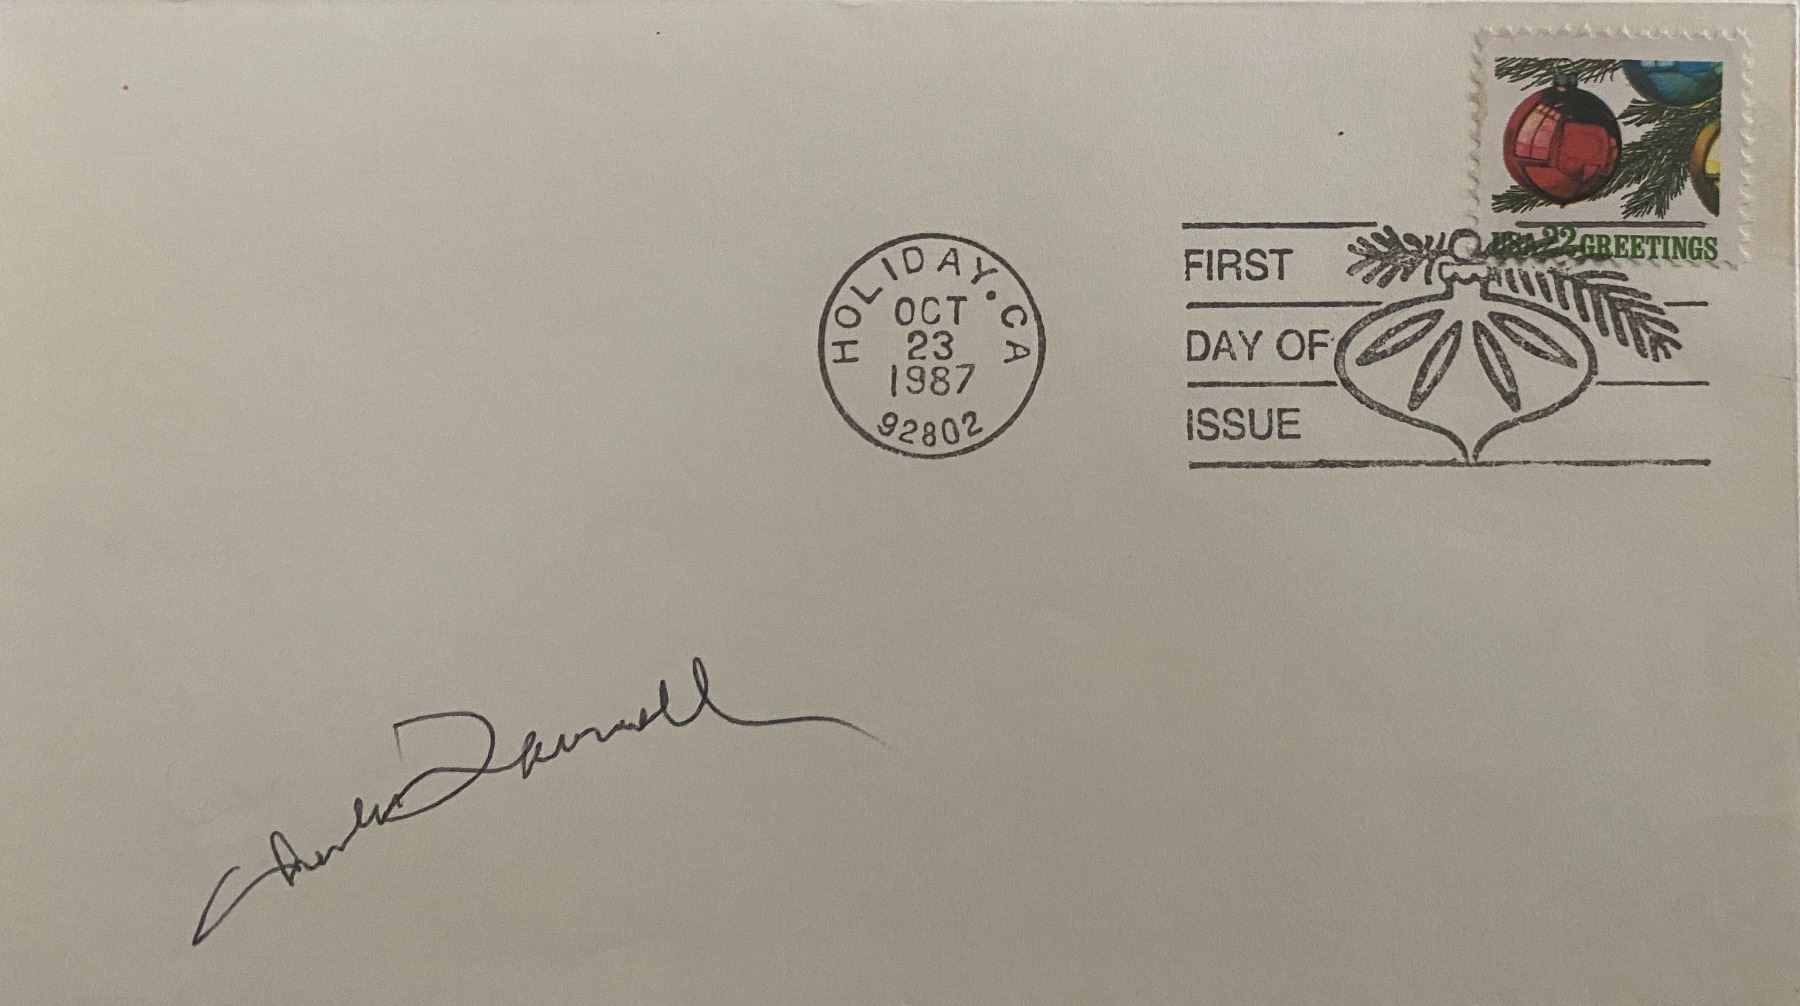 USA 22 GREETINGS
HOLIDAY • CA
OCT
23
1987
92802
FIRST
DAY OF
ISSUE